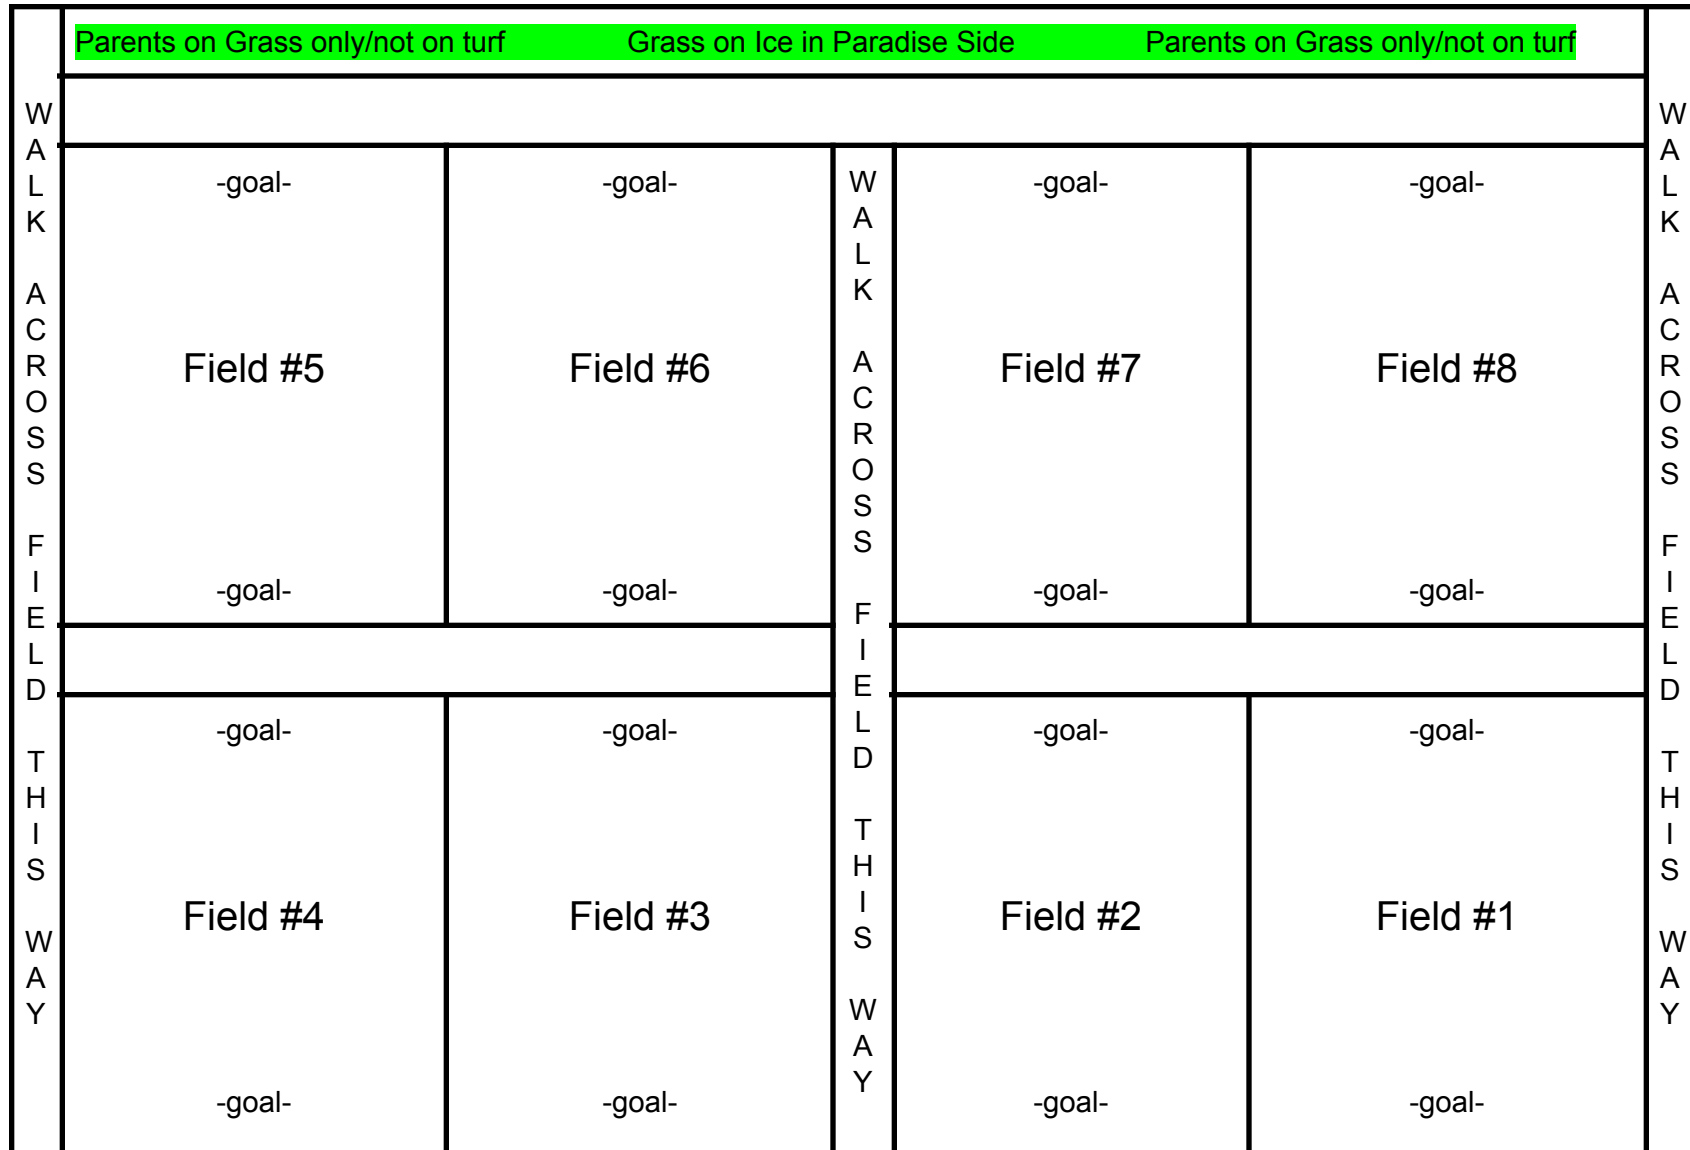 Parents on Grass only/not on turf Grass on Ice in Paradise Side Parents on Grass only/not on turf
WALK ACROSS FIELD THIS WAY
-goal- -goal-
Field #5 Field #6
-goal- -goal-
-goal- -goal-
Field #4 Field #3
-goal- -goal-
WALK ACROSS FIELD THIS WAY
-goal- -goal-
Field #7 Field #8
-goal- -goal-
-goal- -goal-
Field #2 Field #1
-goal- -goal-
WALK ACROSS FIELD THIS WAY